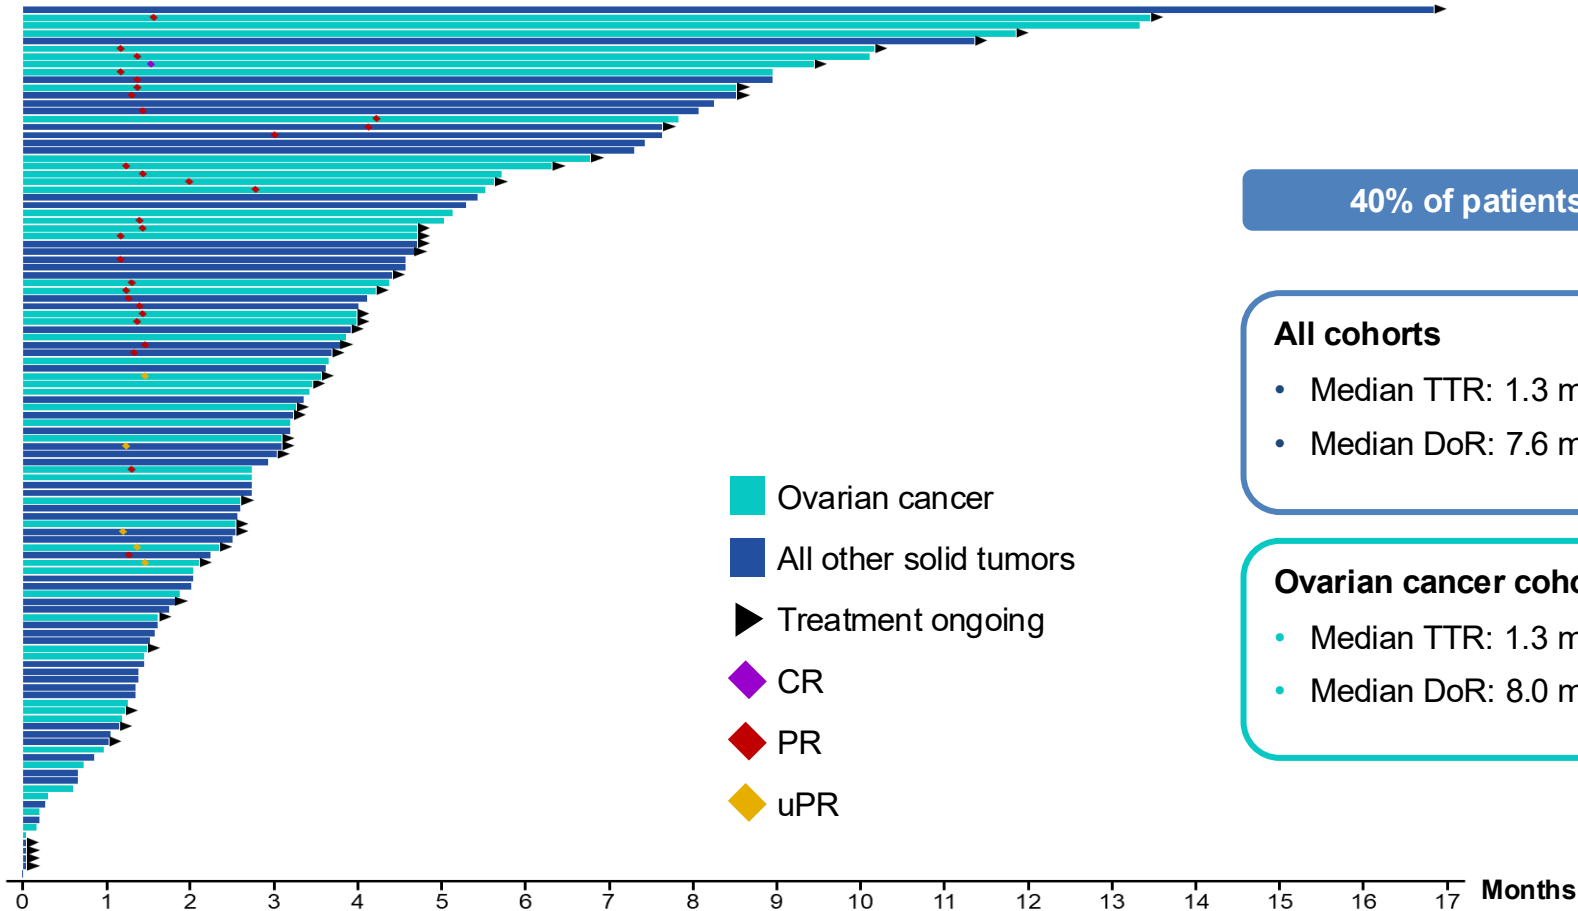 40% of patients
All cohorts
• Median TTR: 1.3 m
• Median DoR: 7.6 m
Ovarian cancer coho
• Median TTR: 1.3 m
• Median DoR: 8.0 m
Ovarian cancer
All other solid tumors
Treatment ongoing
CR
PR
uPR
0 1 2 3 4 5 6 7 8 9 10 11 12 13 14 15 16 17 Months